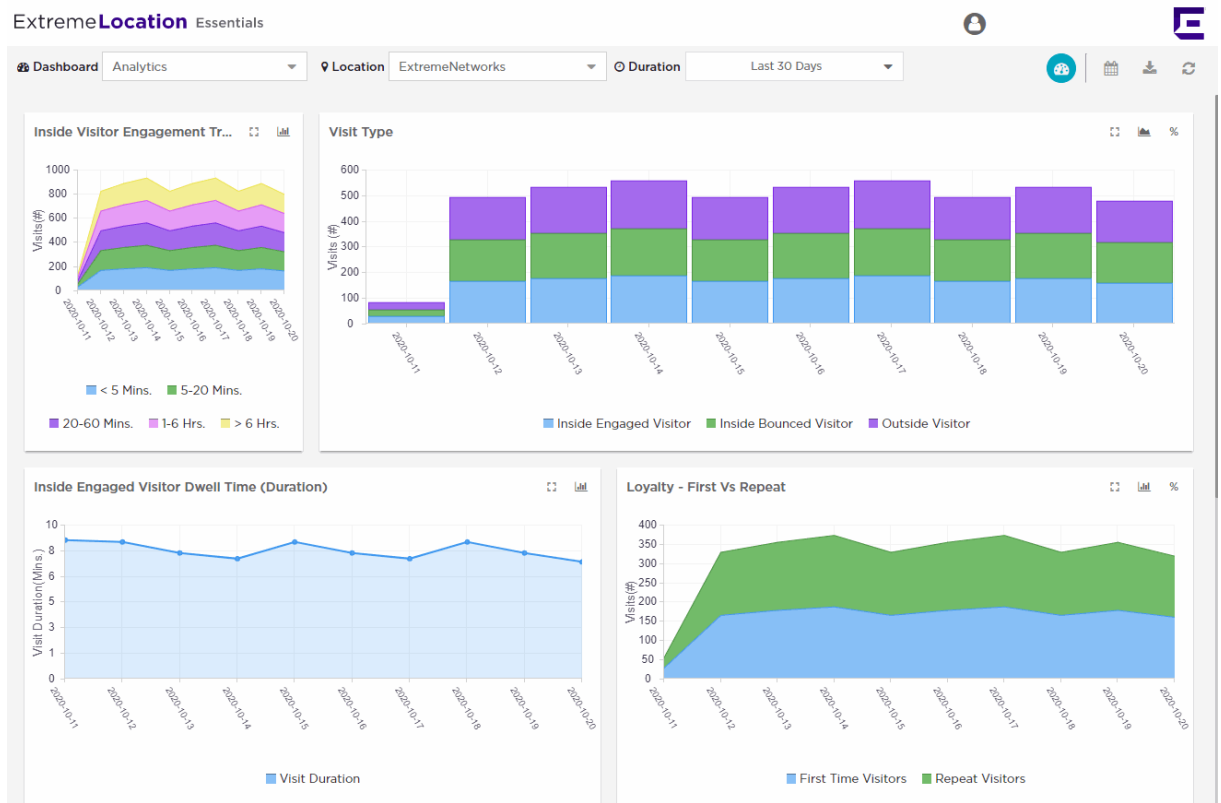 ExtremeLocation Essentials
Dashboard Analytics Location ExtremeNetworks Duration Last 30 Days
Inside Visitor Engagement Tr...
1000
800
600
400
200
0
Visits(#)
2020-10-11 2020-10-12 2020-10-13 2020-10-14 2020-10-15 2020-10-16 2020-10-17 2020-10-18 2020-10-19 2020-10-20
< 5 Mins. 5-20 Mins.
20-60 Mins. 1-6 Hrs. > 6 Hrs.
Visit Type %
600
500
400
300
200
100
0
Visits (#)
2020-10-11 2020-10-12 2020-10-13 2020-10-14 2020-10-15 2020-10-16 2020-10-17 2020-10-18 2020-10-19 2020-10-20
Inside Engaged Visitor Inside Bounced Visitor Outside Visitor
Inside Engaged Visitor Dwell Time (Duration)
10
8
6
5
3
1
0
Visit Duration(Mins.)
2020-10-11 2020-10-12 2020-10-13 2020-10-14 2020-10-15 2020-10-16 2020-10-17 2020-10-18 2020-10-19 2020-10-20
Visit Duration
Loyalty - First Vs Repeat %
400
350
300
250
200
150
100
50
0
Visits(#)
2020-10-11 2020-10-12 2020-10-13 2020-10-14 2020-10-15 2020-10-16 2020-10-17 2020-10-18 2020-10-19 2020-10-20
First Time Visitors Repeat Visitors